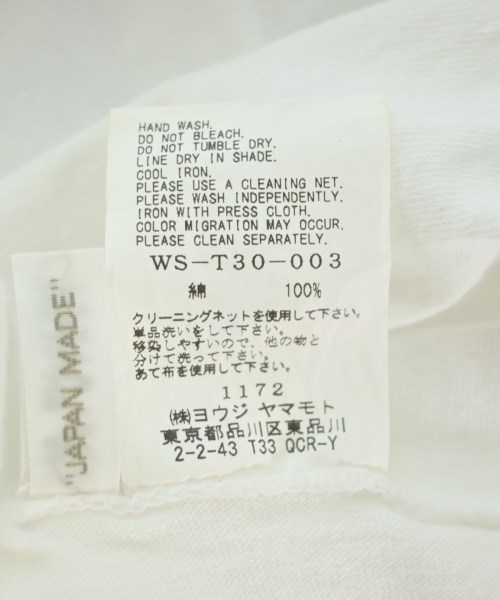 HAND WASH.
DO NOT BLEACH.
DO NOT TUMBLE DRY.
LINE DRY IN SHADE.
COOL IRON.
PLEASE USE A CLEANING NET.
PLEASE WASH INDEPENDENTLY.
IRON WITH PRESS CLOTH.
COLOR MIGRATION MAY OCCUR.
PLEASE CLEAN SEPARATELY.
WS-T30-003
綿 100%
クリーニングネットを使用して下さい。
単品洗いをして下さい。
移染しやすいので、他の物と
分けて洗って下さい。
あて布を使用して下さい。
1172
(株)ヨウジ ヤマモト
東京都品川区東品川
2-2-43 T33 QCR-Y
"JAPAN MADE"